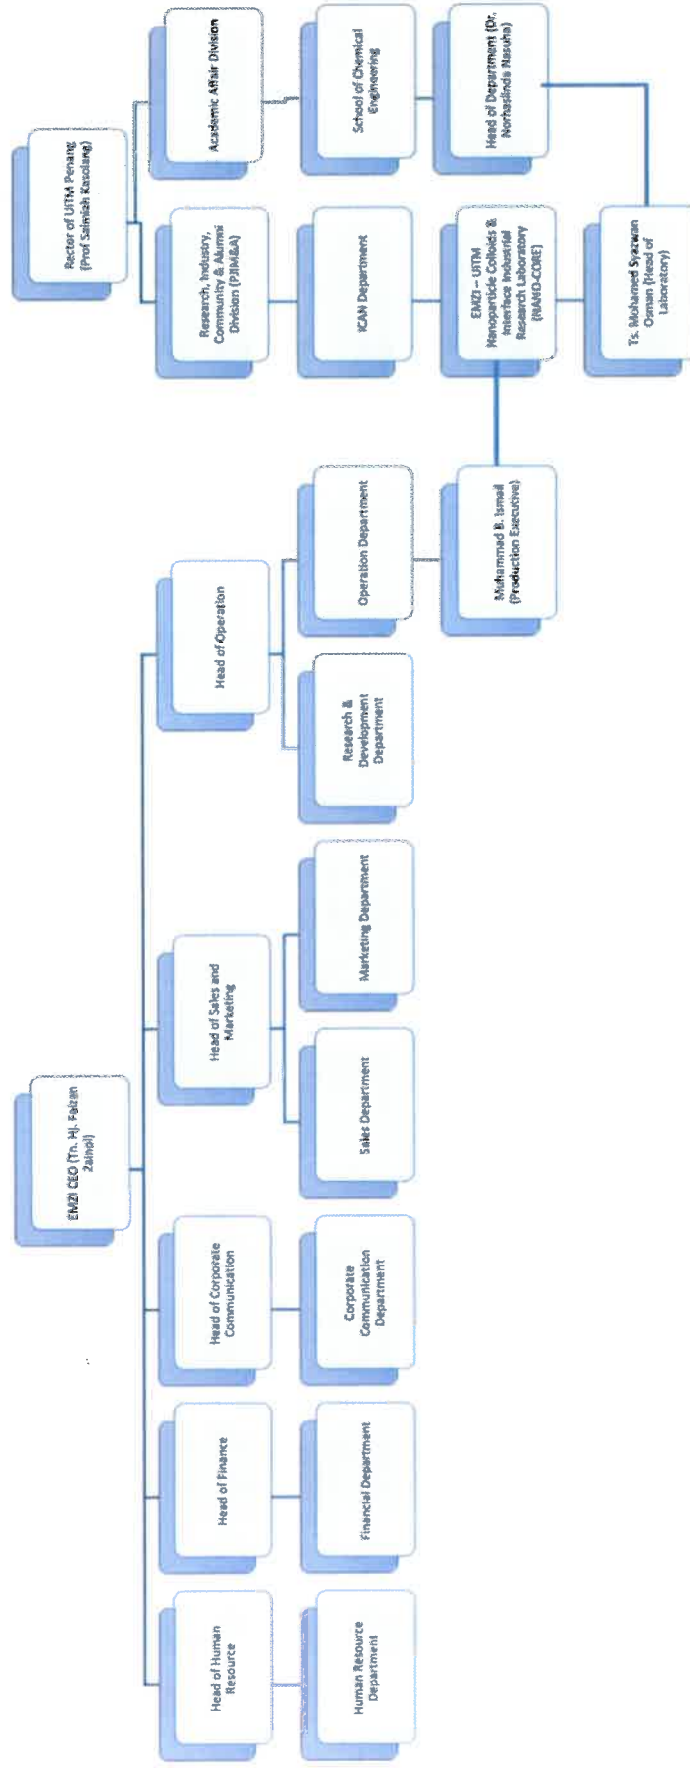 EMZI CEO (Tn. Hj. Faizan
Zainol)
Rector of UiTM Penang
(Prof Salmiah Kasolang)
Head of Human
Resource
Head of Finance
Head of Corporate
Communication
Head of Sales and
Marketing
Head of Operation
Research, Industry,
Community & Alumni
Division (PJIM&A)
Academic Affair Division
Human Resource
Department
Financial Department
Corporate
Communication
Department
Sales Department
Marketing Department
Research &
Development
Department
Operation Department
ICAN Department
School of Chemical
Engineering
Muhammad B. Ismail
(Production Executive)
EMZI – UITM
Nanoparticle Colloids &
Interface Industrial
Research Laboratory
(NANO-CORE)
Head of Department (Dr.
Norhaslinda Nasuha)
Ts. Mohamed Syazwan
Osman (Head of
Laboratory)